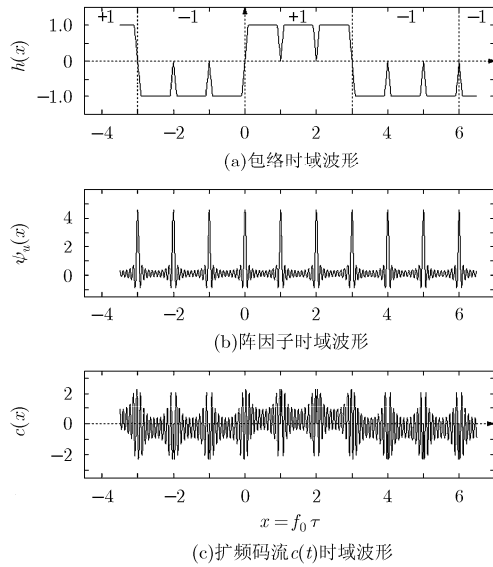 +1 −1 +1 −1 −1
1.0
0
−1.0
h(x)
−4 −2 0 2 4 6
(a)包络时域波形
4
2
0
ψu(x)
−4 −2 0 2 4 6
(b)阵因子时域波形
2
0
−2
c(x)
−4 −2 0 2 4 6
x = f0 τ
(c)扩频码流c(t)时域波形